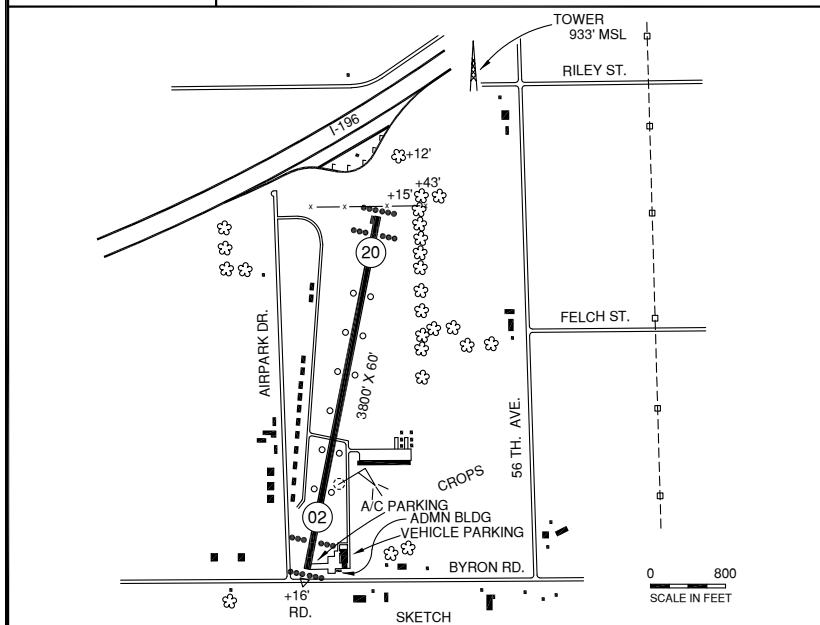 TOWER
933' MSL
RILEY ST.
I-196
+12'
+43'
+15'
x x x
20
FELCH ST.
AIRPARK DR.
3800' X 60'
56 TH. AVE.
CROPS
A/C PARKING
02
ADMN BLDG
VEHICLE PARKING
BYRON RD.
0 800
SCALE IN FEET
+16'
RD.
SKETCH